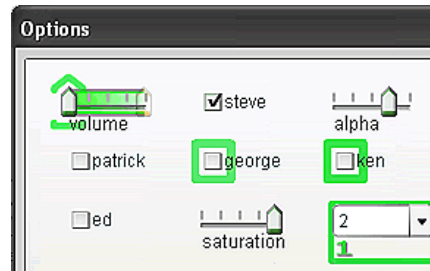 Options
volume
steve
alpha
patrick
george
ken
ed
saturation
2
1